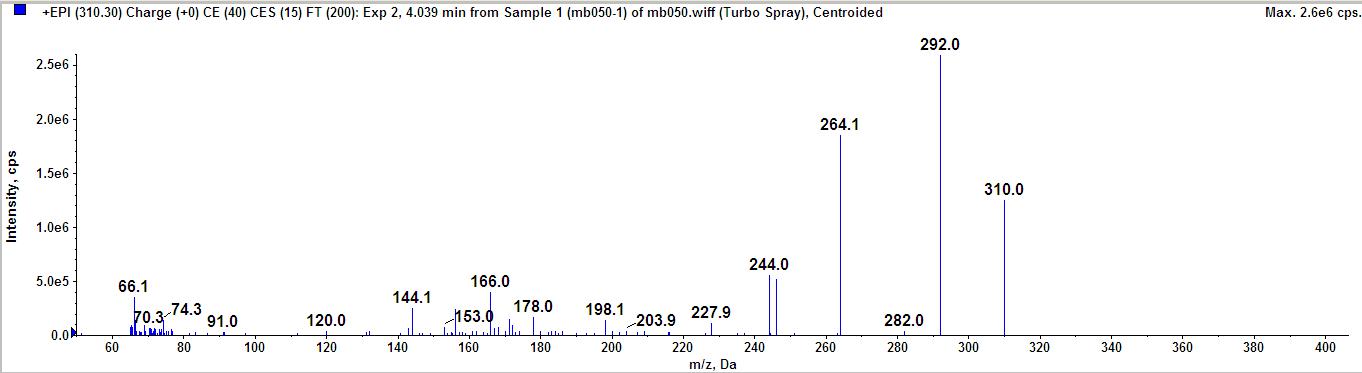 +EPI (310.30) Charge (+0) CE (40) CES (15) FT (200): Exp 2, 4.039 min from Sample 1 (mb050-1) of mb050.wiff (Turbo Spray), Centroided Max. 2.6e6 cps.
292.0
2.5e6
2.0e6
264.1
1.5e6
310.0
1.0e6
Intensity, cps
244.0
5.0e5
66.1
166.0
144.1
74.3
70.3
153.0
178.0
198.1
227.9
91.0
120.0
203.9
282.0
0.0
60 80 100 120 140 160 180 200 220 240 260 280 300 320 340 360 380 400
m/z, Da